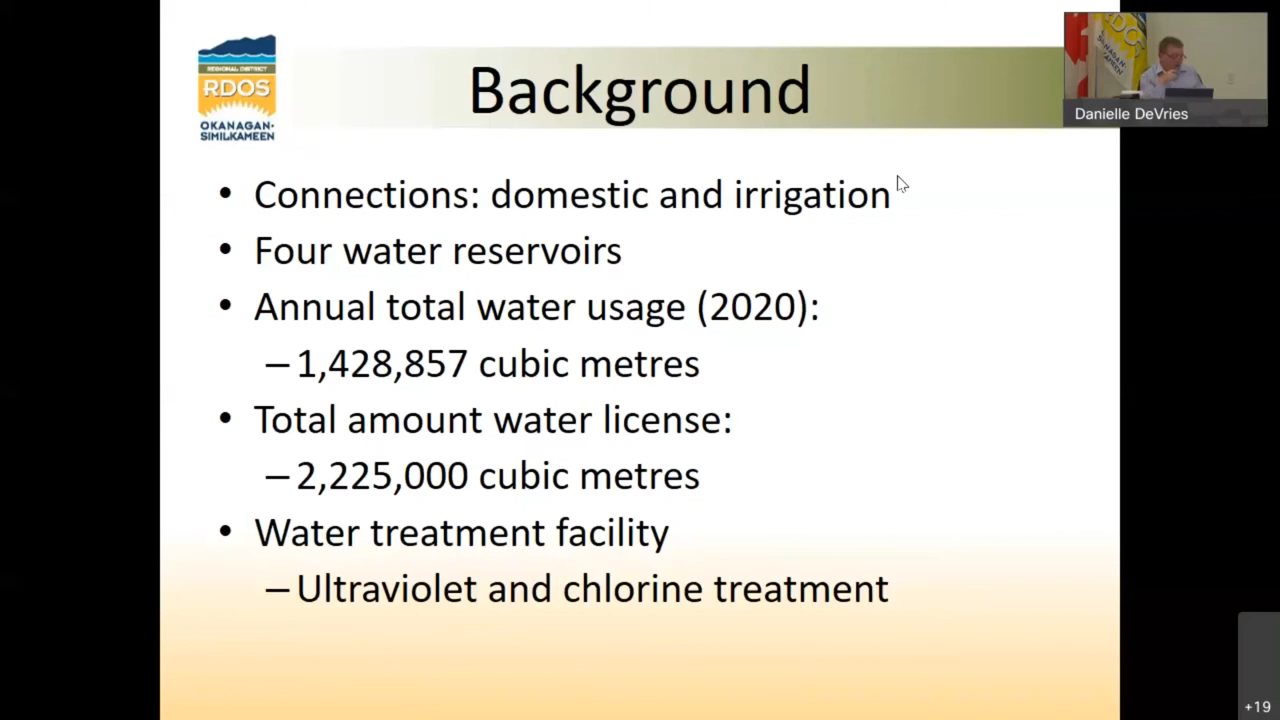 REGIONAL DISTRICT
RDOS
OKANAGAN-
SIMILKAMEEN
Background
RDOS
Danielle DeVries
• Connections: domestic and irrigation
• Four water reservoirs
• Annual total water usage (2020):
– 1,428,857 cubic metres
• Total amount water license:
– 2,225,000 cubic metres
• Water treatment facility
– Ultraviolet and chlorine treatment
+19